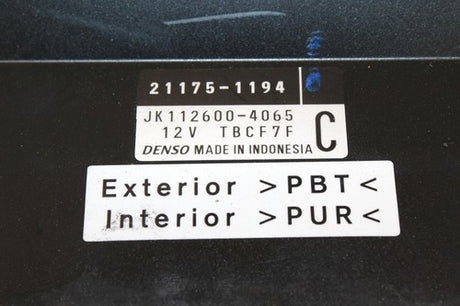 21175-1194
JK112600-4065
12V TBCF7F
DENSO MADE IN INDONESIA C
Exterior >PBT<
Interior >PUR<